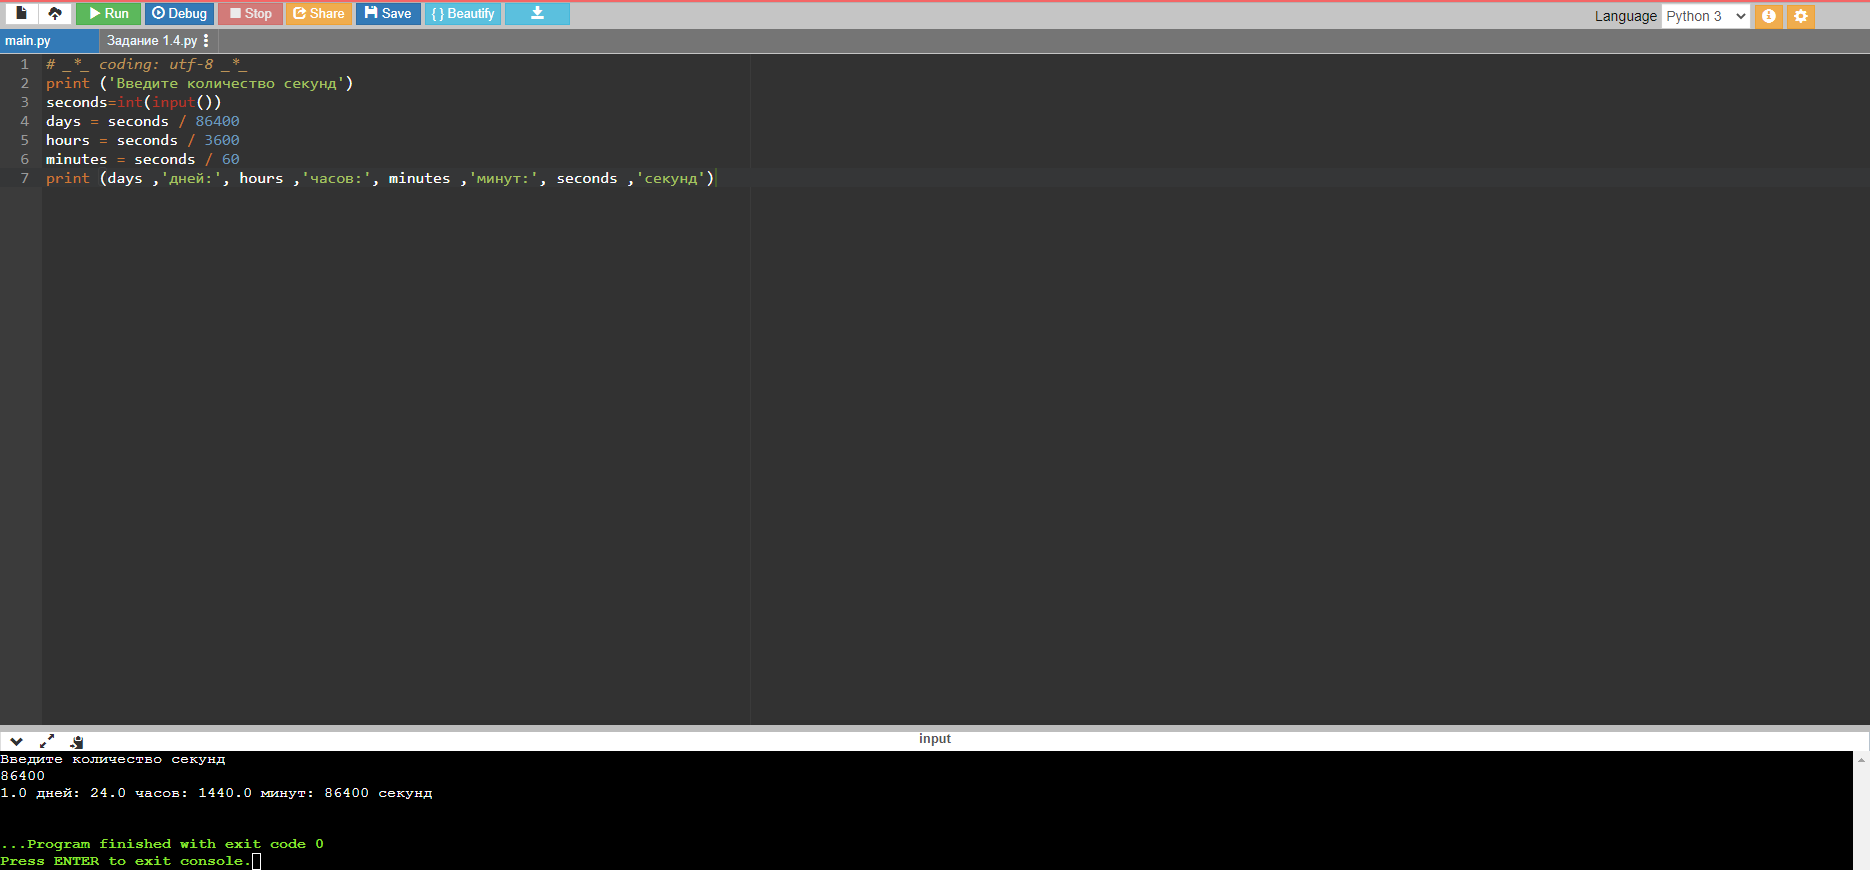 Run Debug Stop Share Save { } Beautify Language Python 3
main.py Задание 1.4.py
1 # _*_ coding: utf-8 _*_
2 print ('Введите количество секунд')
3 seconds=int(input())
4 days = seconds / 86400
5 hours = seconds / 3600
6 minutes = seconds / 60
7 print (days ,'дней:', hours ,'часов:', minutes ,'минут:', seconds ,'секунд')
input
Введите количество секунд
86400
1.0 дней: 24.0 часов: 1440.0 минут: 86400 секунд
...Program finished with exit code 0
Press ENTER to exit console.